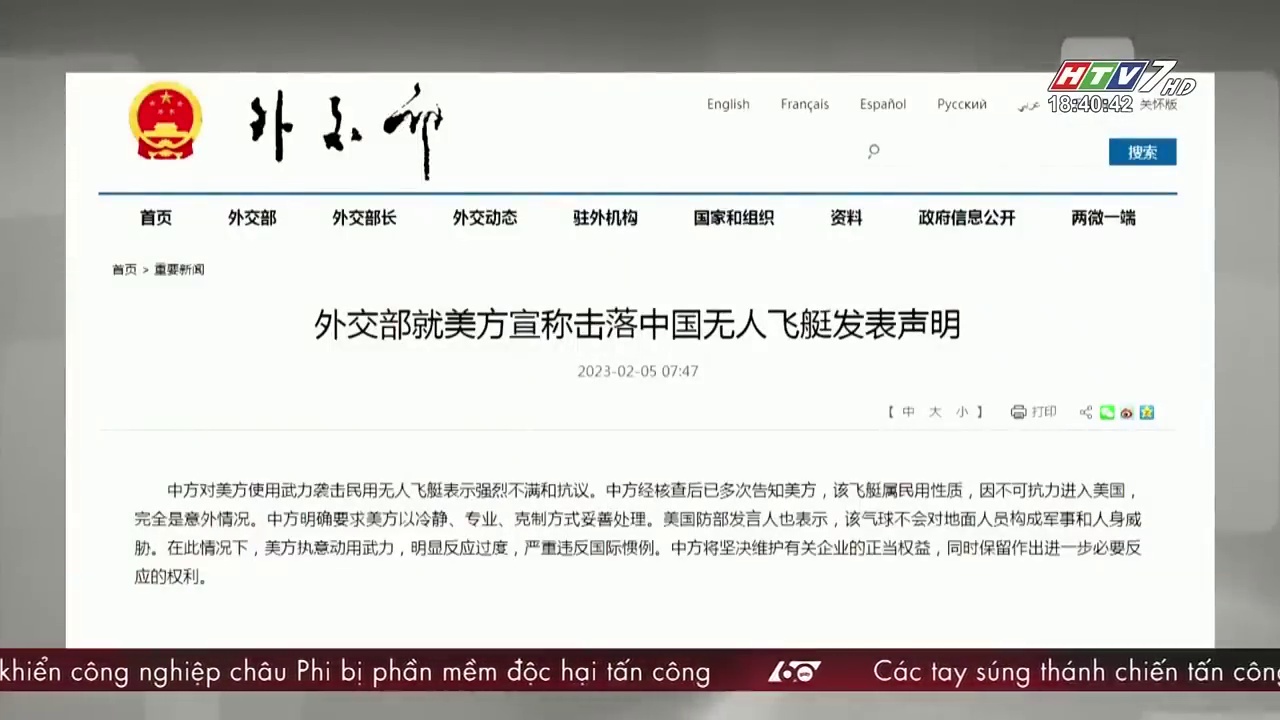 外交部
English Français Español Русский عربي 关怀版
HTV7 HD
18:40:42
搜索
首页 外交部 外交部长 外交动态 驻外机构 国家和组织 资料 政府信息公开 两微一端
首页 > 重要新闻
外交部就美方宣称击落中国无人飞艇发表声明
2023-02-05 07:47
【 中 大 小 】 打印
中方对美方使用武力袭击民用无人飞艇表示强烈不满和抗议。中方经核查后已多次告知美方，该飞艇属民用性质，因不可抗力进入美国，
完全是意外情况。中方明确要求美方以冷静、专业、克制方式妥善处理。美国防部发言人也表示，该气球不会对地面人员构成军事和人身威
胁。在此情况下，美方执意动用武力，明显反应过度，严重违反国际惯例。中方将坚决维护有关企业的正当权益，同时保留作出进一步必要反
应的权利。
khiển công nghiệp châu Phi bị phần mềm độc hại tấn công 60 Các tay súng thánh chiến tấn công